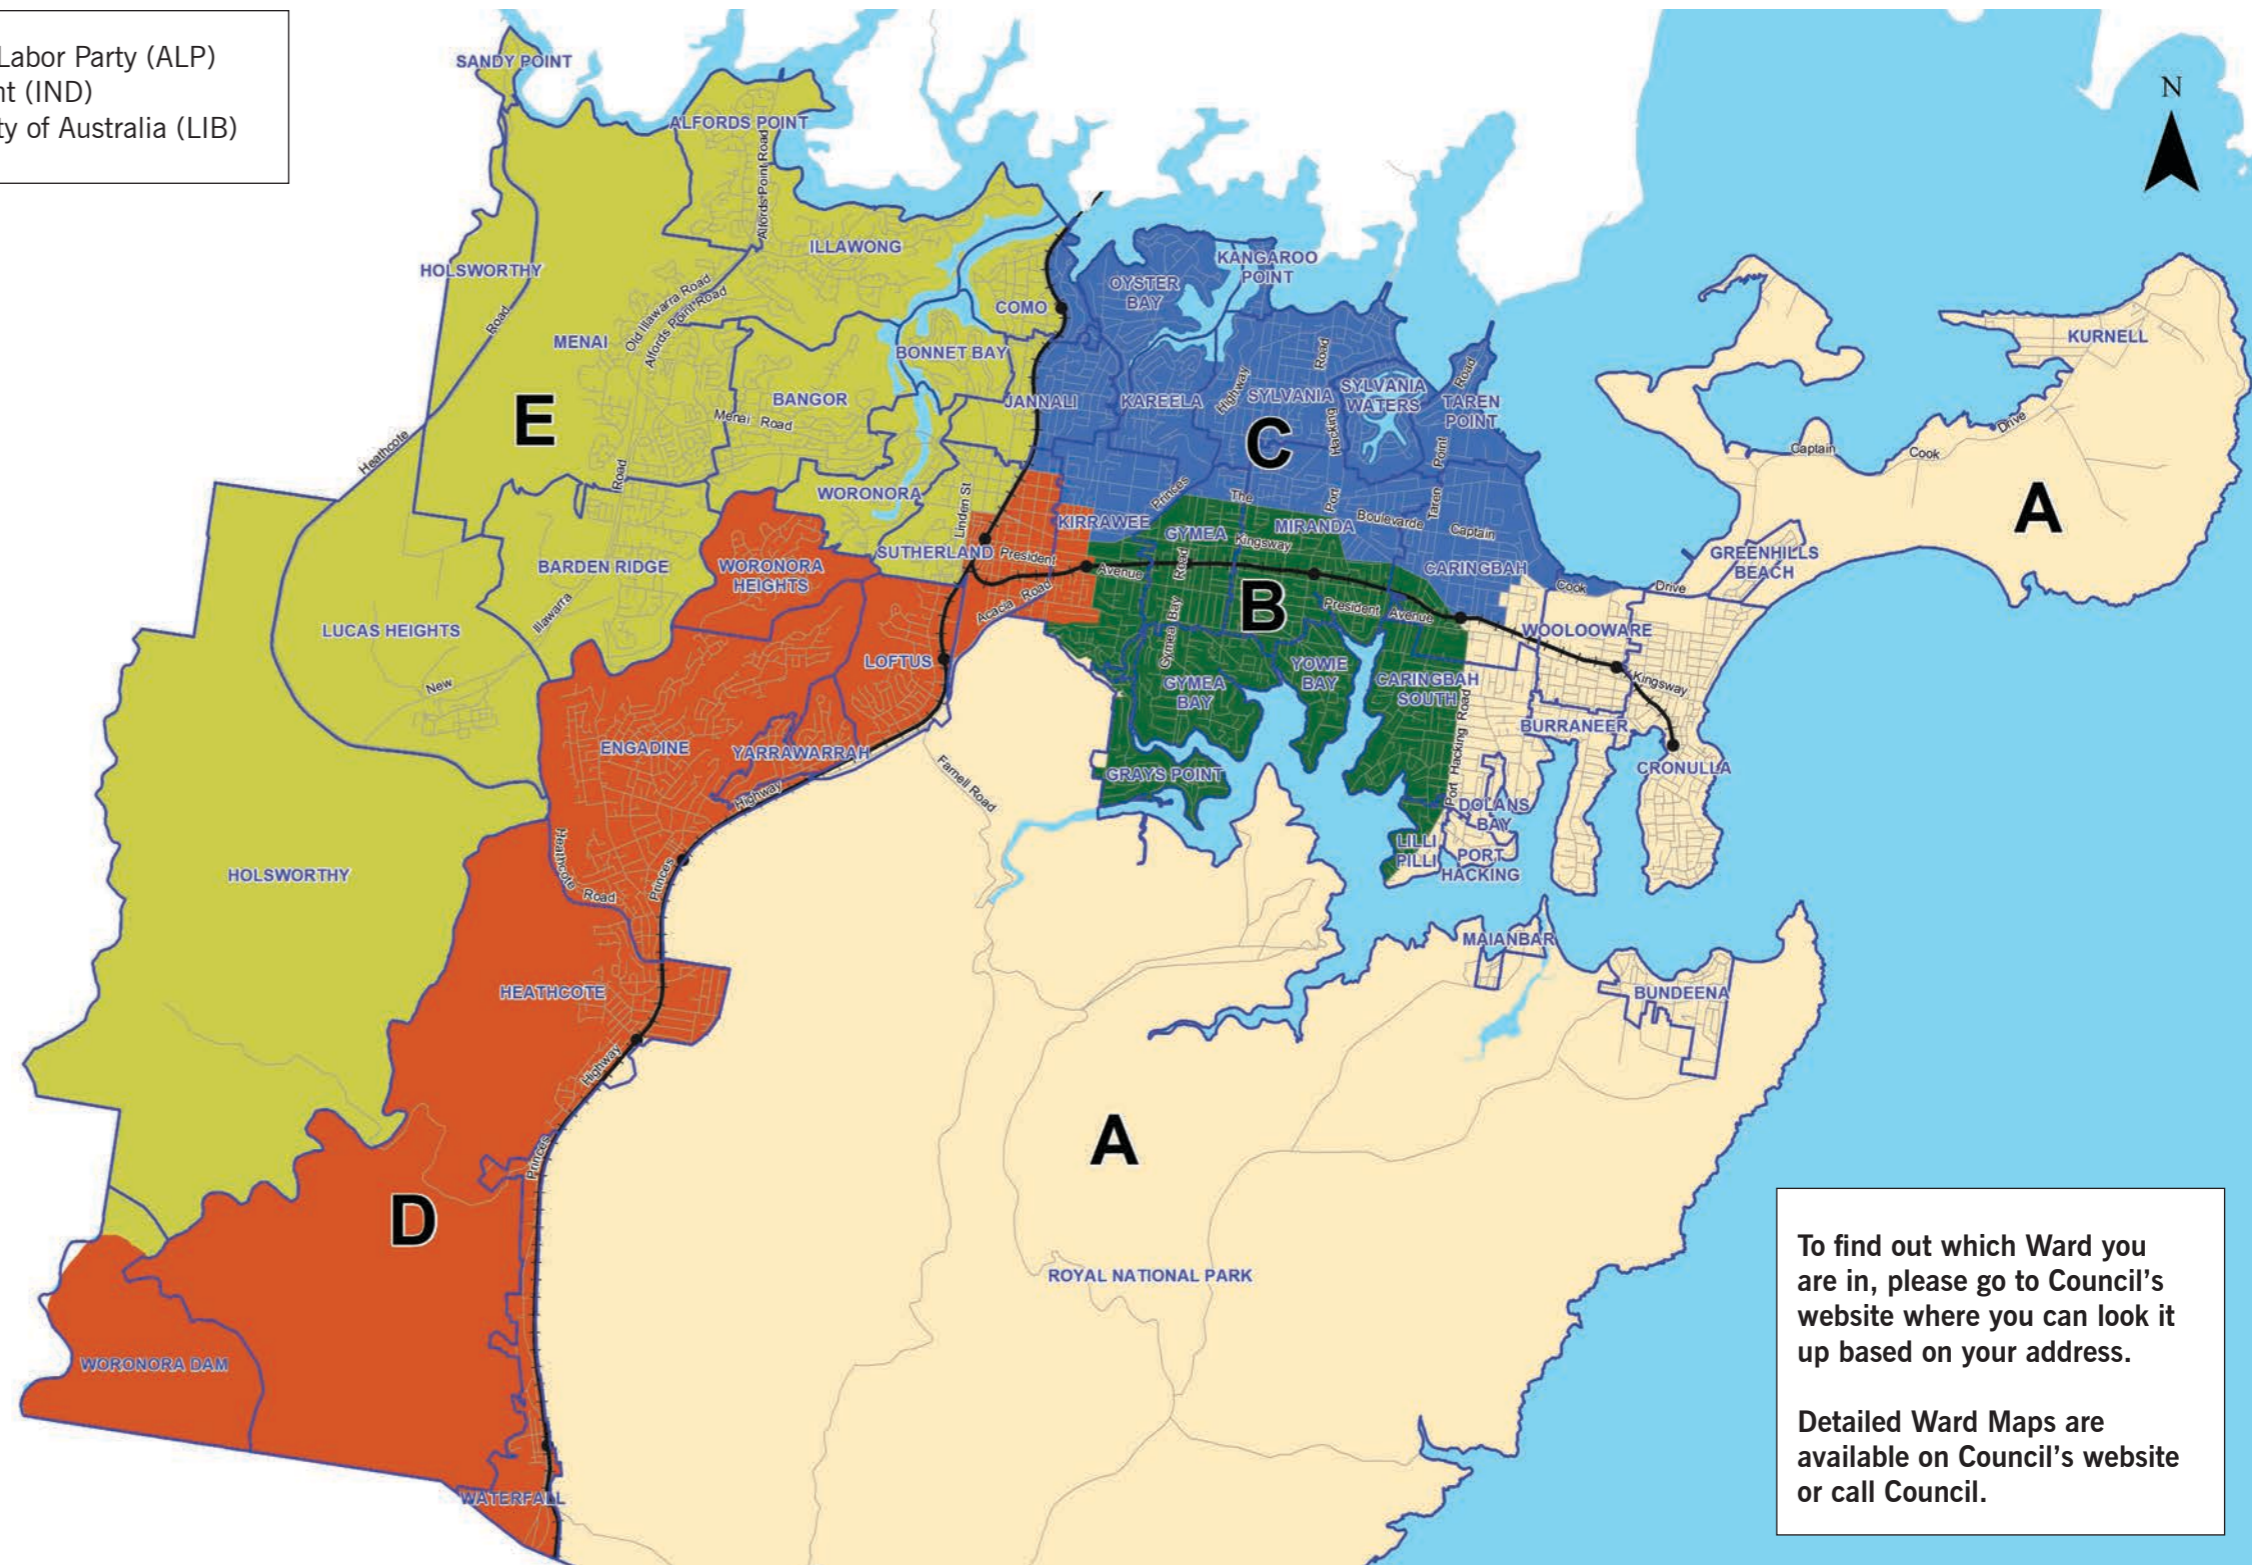 Labor Party (ALP)
nt (IND)
ty of Australia (LIB)
N
SANDY POINT
ALFORDS POINT
Alfords Point Road
ILLAWONG
HOLSWORTHY
Road
Old Illawarra Road
Alfords Point Road
MENAI
E
BANGOR
Menai Road
BONNET BAY
COMO
OYSTER
BAY
KANGAROO
POINT
JANNALI
KAREELA
Highway
SYLVANIA
Road
Hacking
Port
SYLVANIA
WATERS
TAREN
POINT
Road
Point
Taren
C
KURNELL
Captain
Cook
Drive
A
Heathcote
Road
WORONORA
Linden St
Princes
The
Boulevarde
Captain
KIRRAWEE
GYMEA
MIRANDA
Kingsway
SUTHERLAND
President
Avenue
Road
Acacia Road
BARDEN RIDGE
WORONORA
HEIGHTS
CARINGBAH
Cook
Drive
GREENHILLS
BEACH
B
President Avenue
Illawarra
LUCAS HEIGHTS
New
LOFTUS
Gymea Bay
WOOLOOWARE
Kingsway
GYMEA
BAY
YOWIE
BAY
CARINGBAH
SOUTH
Port Hacking Road
BURRANEER
ENGADINE
YARRAWARRAH
Highway
Farnell Road
GRAYS POINT
CRONULLA
DOLANS
BAY
LILLI
PILLI
PORT
HACKING
HOLSWORTHY
Heathcote
Road
Princes
MAIANBAR
BUNDEENA
HEATHCOTE
Highway
Princes
A
D
ROYAL NATIONAL PARK
WORONORA DAM
WATERFALL
To find out which Ward you
are in, please go to Council’s
website where you can look it
up based on your address.
Detailed Ward Maps are
available on Council’s website
or call Council.